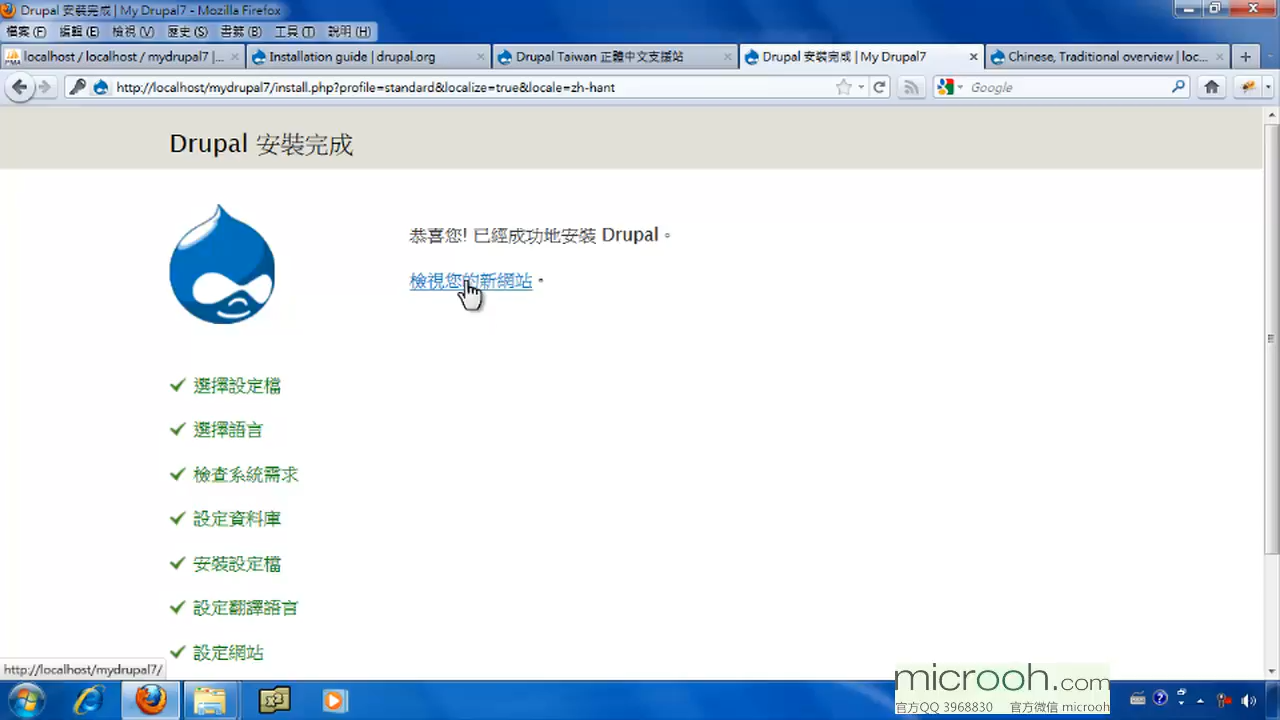 Drupal 安裝完成 | My Drupal7 - Mozilla Firefox
檔案 (F) 編輯 (E) 檢視 (V) 歷史 (S) 書籤 (B) 工具 (T) 說明 (H)
localhost / localhost / mydrupal7 |... Installation guide | drupal.org Drupal Taiwan 正體中文支援站 Drupal 安裝完成 | My Drupal7 Chinese, Traditional overview | loc...
http://localhost/mydrupal7/install.php?profile=standard&localize=true&locale=zh-hant Google
Drupal 安裝完成
恭喜您! 已經成功地安裝 Drupal。
檢視您的新網站。
選擇設定檔
選擇語言
檢查系統需求
設定資料庫
安裝設定檔
設定翻譯語言
設定網站
http://localhost/mydrupal7/
microoh.com
官方QQ 3968830 官方微信 microoh